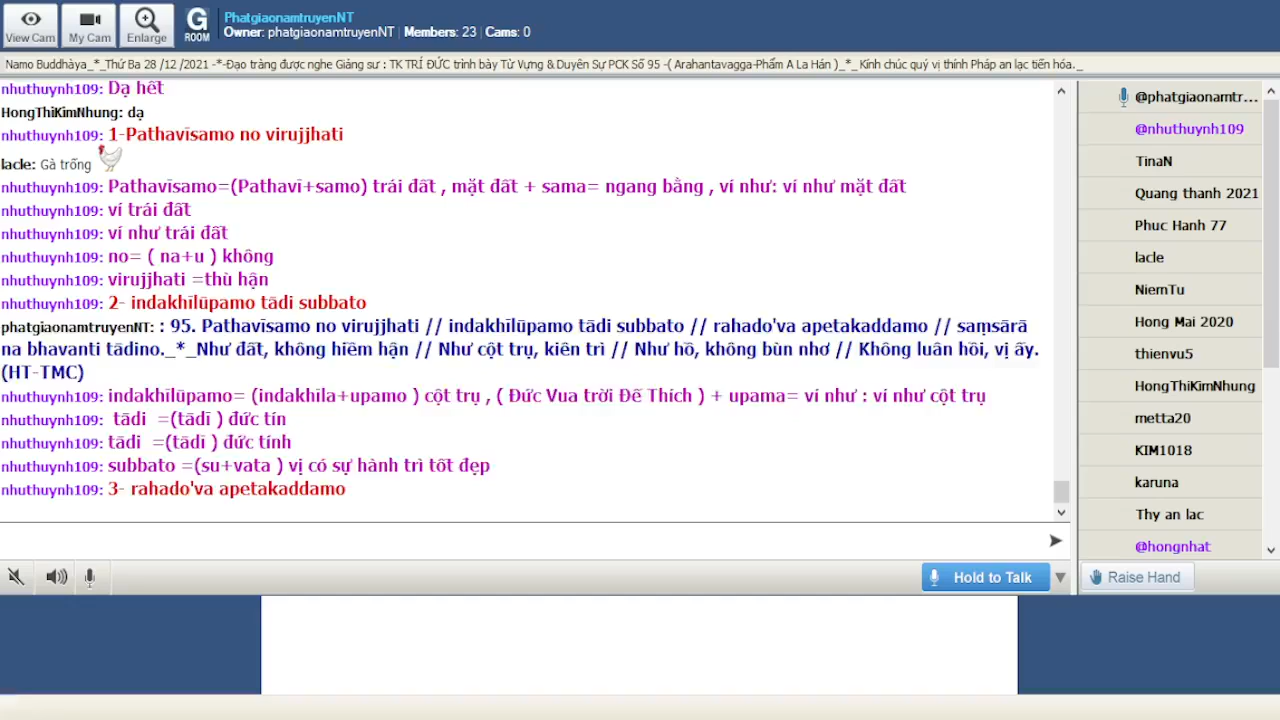 View Cam
My Cam
Enlarge
G
ROOM
PhatgiaonamtruyenNT
Owner: phatgiaonamtruyenNT | Members: 23 | Cams: 0
Namo Buddhàya_*_Thứ Ba 28 /12 /2021 -*-Đạo tràng được nghe Giảng sư : TK TRÍ ĐỨC trình bày Từ Vựng & Duyên Sự PCK Số 95 -( Arahantavagga-Phẩm A La Hán )_*_ Kính chúc quý vị thính Pháp an lạc tiến hóa._
nhuthuynh109: Dạ hết
HongThiKimNhung: dạ
nhuthuynh109: 1-Pathavīsamo no virujjhati
lacle: Gà trống
nhuthuynh109: Pathavīsamo=(Pathavī+samo) trái đất , mặt đất + sama= ngang bằng , ví như: ví như mặt đất
nhuthuynh109: ví trái đất
nhuthuynh109: ví như trái đất
nhuthuynh109: no= ( na+u ) không
nhuthuynh109: virujjhati =thù hận
nhuthuynh109: 2- indakhīlūpamo tādi subbato
phatgiaonamtruyenNT: : 95. Pathavīsamo no virujjhati // indakhīlūpamo tādi subbato // rahado'va apetakaddamo // saṃsārā
na bhavanti tādino._*_Như đất, không hiềm hận // Như cột trụ, kiên trì // Như hồ, không bùn nhơ // Không luân hồi, vị ấy.
(HT-TMC)
nhuthuynh109: indakhīlūpamo= (indakhīla+upamo ) cột trụ , ( Đức Vua trời Đế Thích ) + upama= ví như : ví như cột trụ
nhuthuynh109: tādi =(tādī ) đức tín
nhuthuynh109: tādi =(tādī ) đức tính
nhuthuynh109: subbato =(su+vata ) vị có sự hành trì tốt đẹp
nhuthuynh109: 3- rahado'va apetakaddamo
@phatgiaonamtr...
@nhuthuynh109
TinaN
Quang thanh 2021
Phuc Hanh 77
lacle
NiemTu
Hong Mai 2020
thienvu5
HongThiKimNhung
metta20
KIM1018
karuna
Thy an lac
@hongnhat
Hold to Talk
Raise Hand